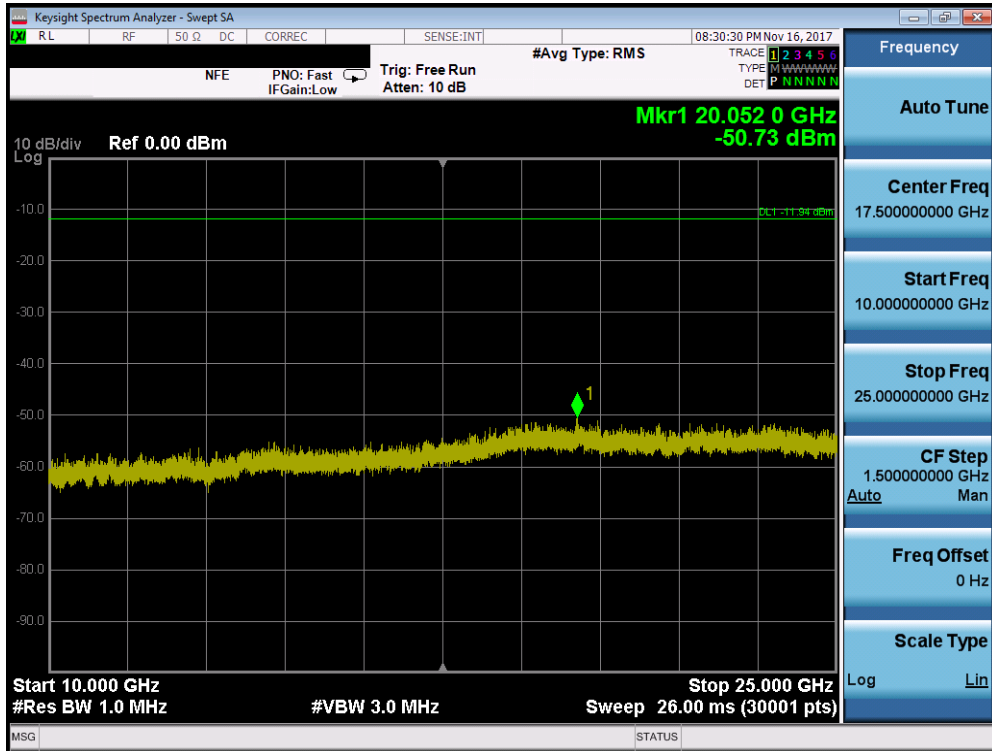 Keysight Spectrum Analyzer - Swept SA
LXI RL RF 50 Ω DC CORREC SENSE:INT 08:30:30 PM Nov 16, 2017
#Avg Type: RMS TRACE 1 2 3 4 5 6
NFE PNO: Fast Trig: Free Run TYPE M WWWWW
IFGain:Low Atten: 10 dB DET P N N N N N
Mkr1 20.052 0 GHz
-50.73 dBm
10 dB/div Ref 0.00 dBm
Log
-10.0
DL1 -11.94 dBm
-20.0
-30.0
-40.0
1
-50.0
-60.0
-70.0
-80.0
-90.0
Start 10.000 GHz Stop 25.000 GHz
#Res BW 1.0 MHz #VBW 3.0 MHz Sweep 26.00 ms (30001 pts)
MSG STATUS
Frequency
Auto Tune
Center Freq
17.500000000 GHz
Start Freq
10.000000000 GHz
Stop Freq
25.000000000 GHz
CF Step
1.500000000 GHz
Auto Man
Freq Offset
0 Hz
Scale Type
Log Lin